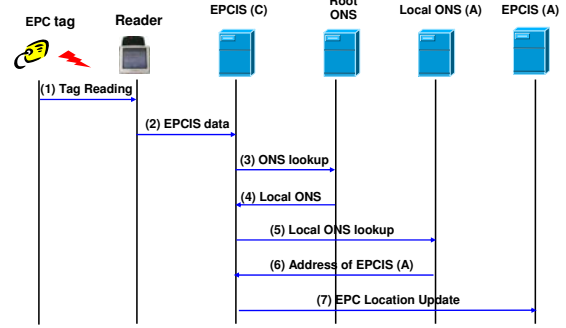 EPC tag
Reader
EPCIS (C)
Root
ONS
Local ONS (A)
EPCIS (A)
(1) Tag Reading
(2) EPCIS data
(3) ONS lookup
(4) Local ONS
(5) Local ONS lookup
(6) Address of EPCIS (A)
(7) EPC Location Update